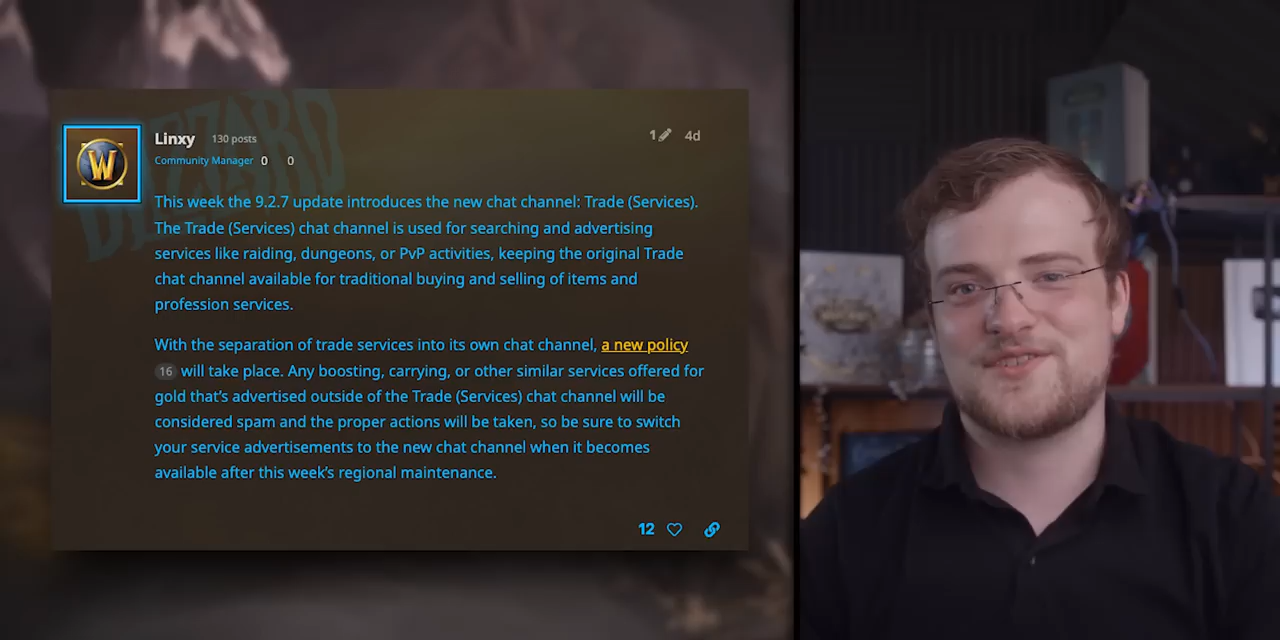 Linxy 130 posts 1 4d
Community Manager 0 0
This week the 9.2.7 update introduces the new chat channel: Trade (Services).
The Trade (Services) chat channel is used for searching and advertising
services like raiding, dungeons, or PvP activities, keeping the original Trade
chat channel available for traditional buying and selling of items and
profession services.
With the separation of trade services into its own chat channel, a new policy
16 will take place. Any boosting, carrying, or other similar services offered for
gold that's advertised outside of the Trade (Services) chat channel will be
considered spam and the proper actions will be taken, so be sure to switch
your service advertisements to the new chat channel when it becomes
available after this week's regional maintenance.
12
BLIZZARD
W